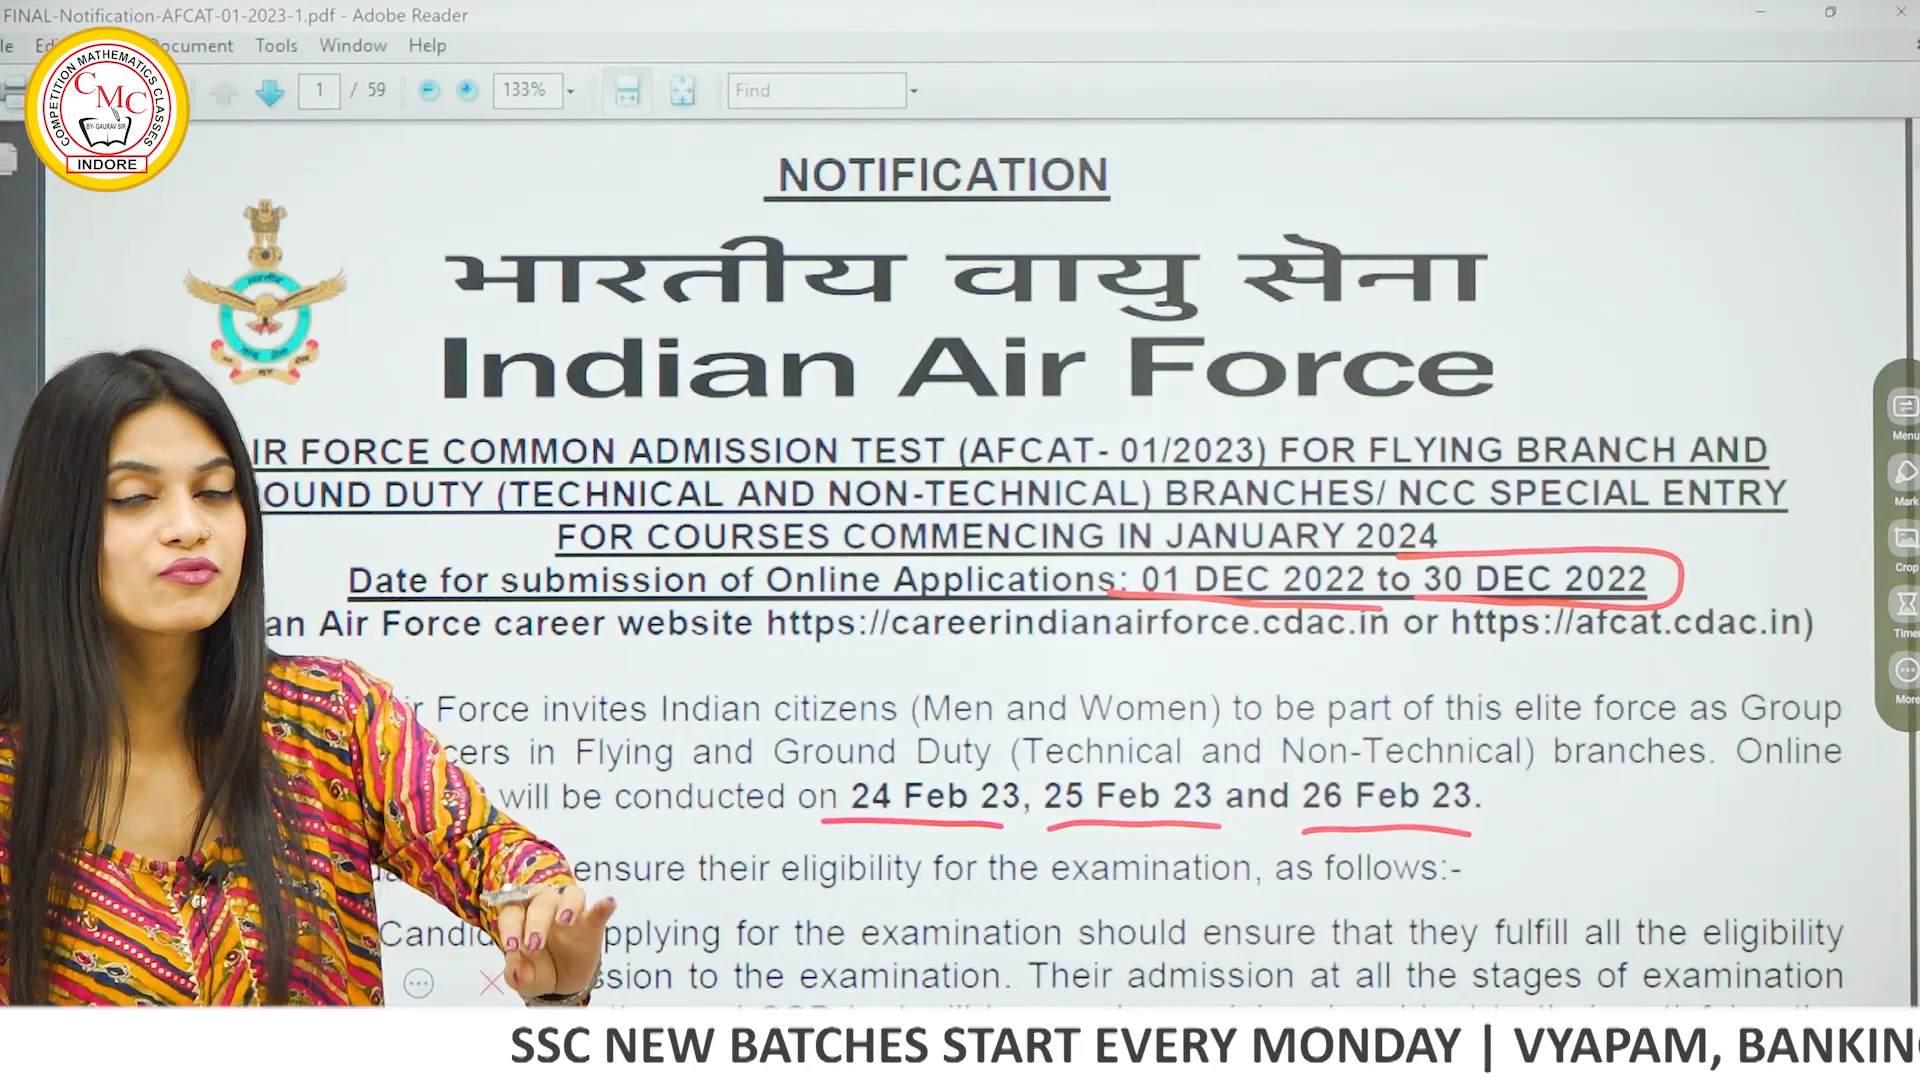 FINAL-Notification-AFCAT-01-2023-1.pdf - Adobe Reader
Tools Window Help
1 / 59 133% Find
COMPETITION MATHEMATICS CLASSES
CMC
BY- GAURAV SIR
INDORE
NOTIFICATION
भारतीय वायु सेना
Indian Air Force
IR FORCE COMMON ADMISSION TEST (AFCAT- 01/2023) FOR FLYING BRANCH AND
OUND DUTY (TECHNICAL AND NON-TECHNICAL) BRANCHES/ NCC SPECIAL ENTRY
FOR COURSES COMMENCING IN JANUARY 2024
Date for submission of Online Applications: 01 DEC 2022 to 30 DEC 2022
an Air Force career website https://careerindianairforce.cdac.in or https://afcat.cdac.in)
ir Force invites Indian citizens (Men and Women) to be part of this elite force as Group
cers in Flying and Ground Duty (Technical and Non-Technical) branches. Online
will be conducted on 24 Feb 23, 25 Feb 23 and 26 Feb 23.
ensure their eligibility for the examination, as follows:-
Candid pplying for the examination should ensure that they fulfill all the eligibility
ssion to the examination. Their admission at all the stages of examination
Menu
Mark
Crop
Timer
More
SSC NEW BATCHES START EVERY MONDAY | VYAPAM, BANKING